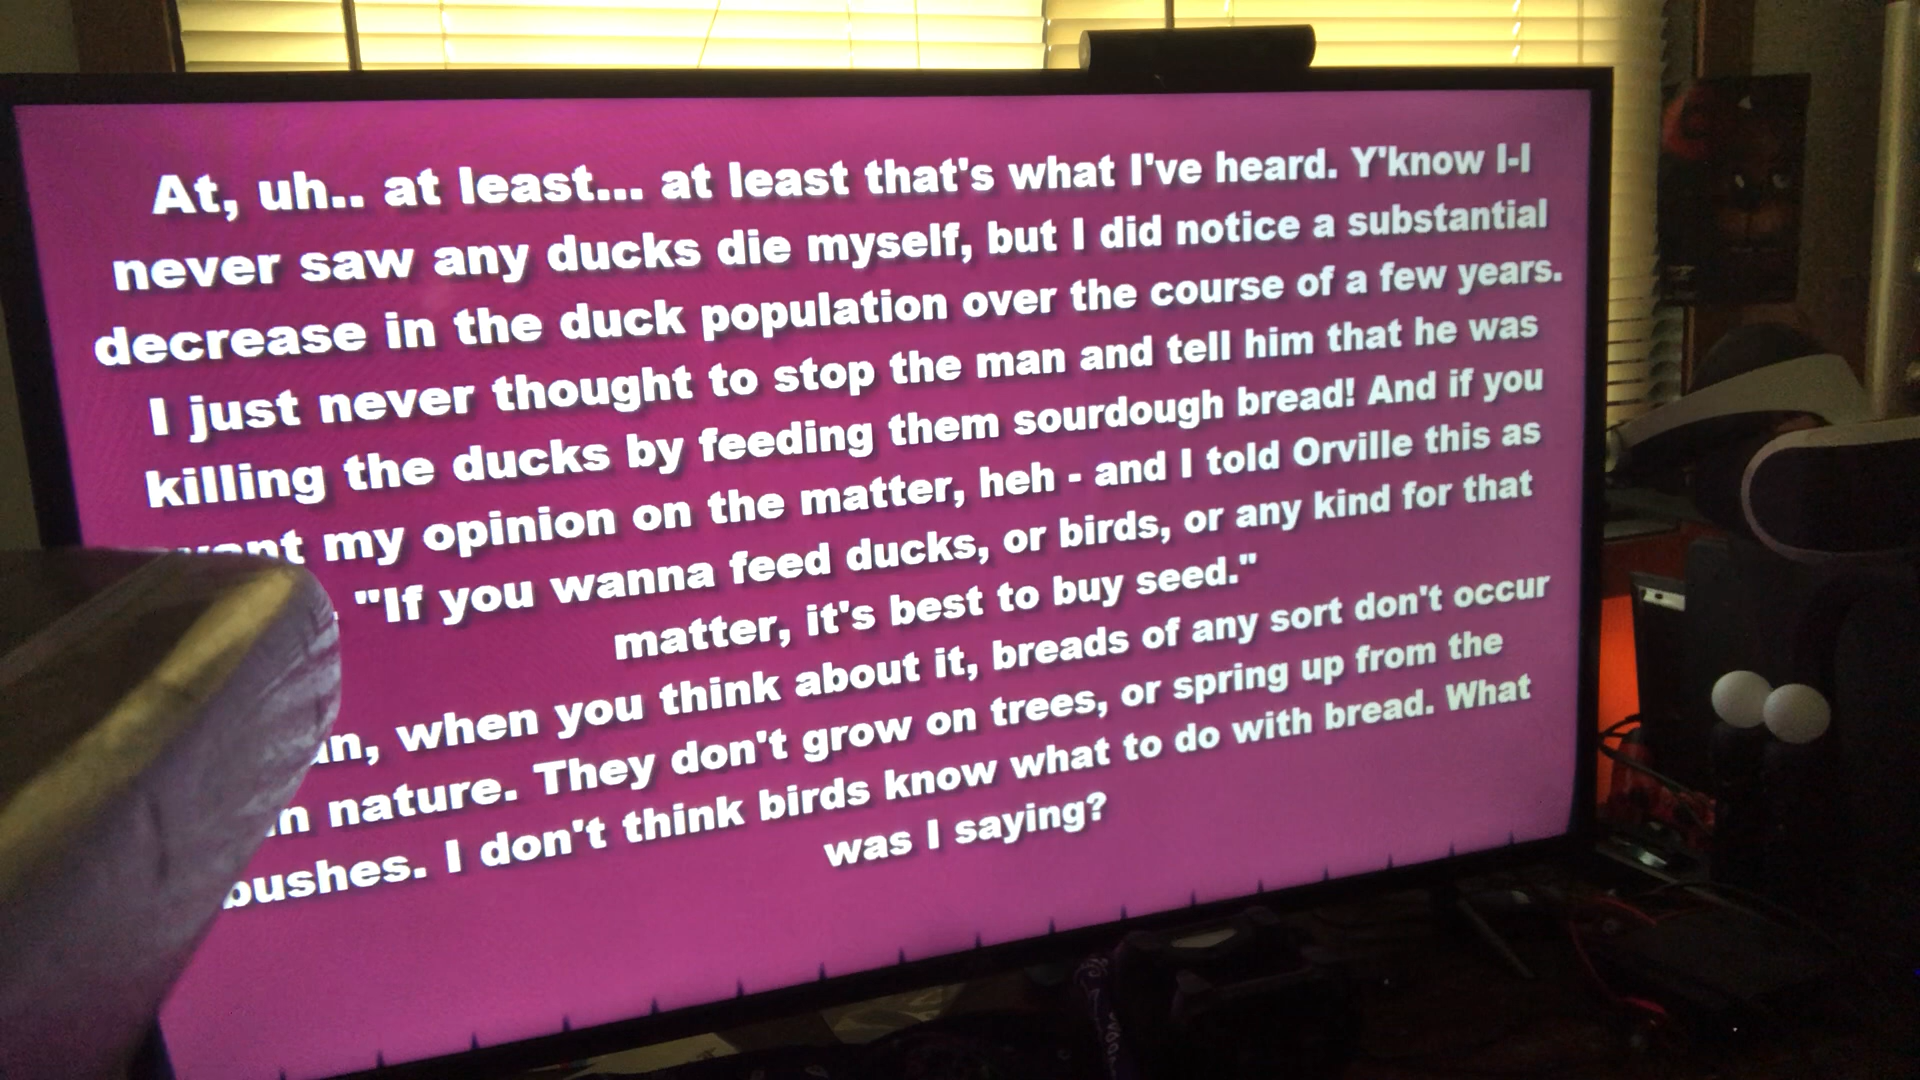 At, uh.. at least... at least that's what I've heard. Y'know I-I
never saw any ducks die myself, but I did notice a substantial
decrease in the duck population over the course of a few years.
I just never thought to stop the man and tell him that he was
killing the ducks by feeding them sourdough bread! And if you
my opinion on the matter, heh - and I told Orville this as
"If you wanna feed ducks, or birds, or any kind for that
matter, it's best to buy seed."
when you think about it, breads of any sort don't occur
nature. They don't grow on trees, or spring up from the
bushes. I don't think birds know what to do with bread. What
was I saying?